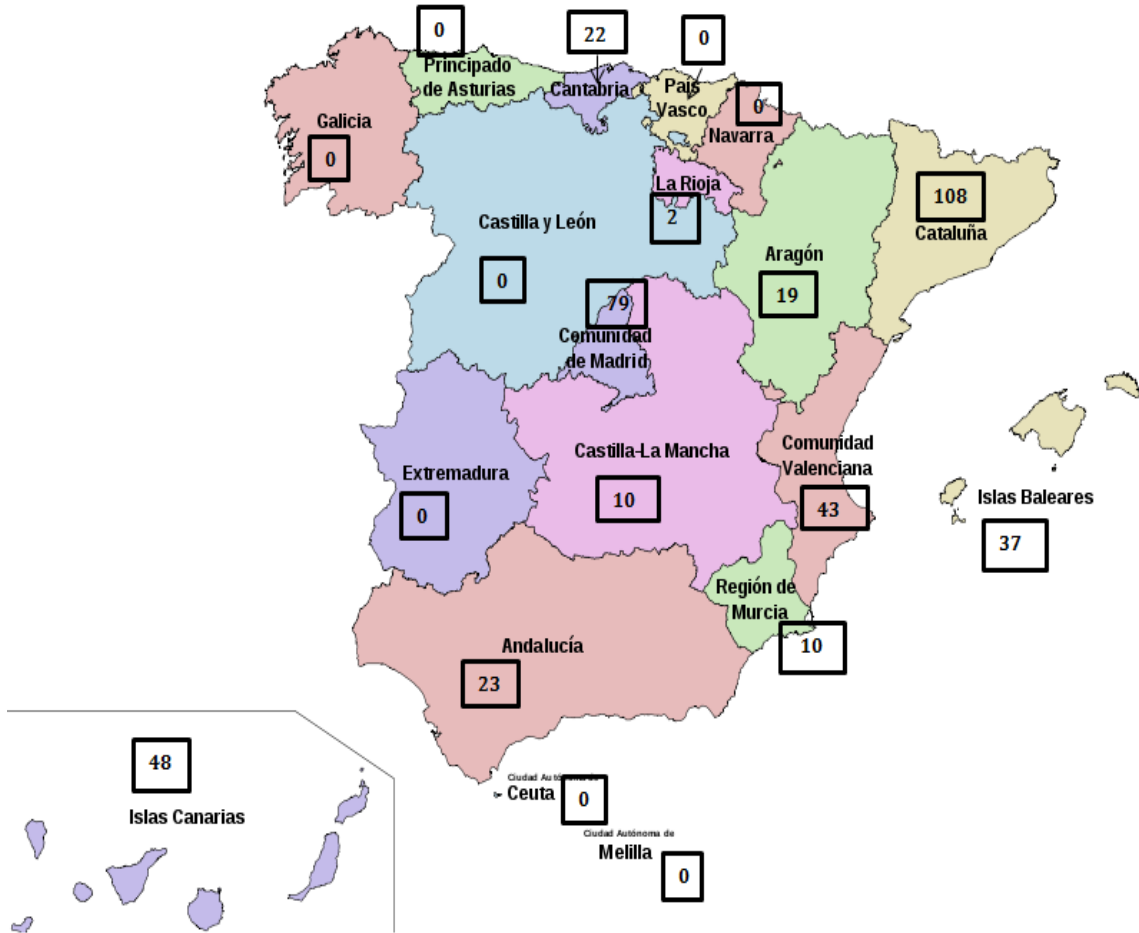 0
22
0
Principado
de Asturias
Cantabria
País
Vasco
0
Navarra
Galicia
0
La Rioja
2
108
Cataluña
Castilla y León
0
Aragón
19
79
Comunidad
de Madrid
Extremadura
0
Castilla-La Mancha
10
Comunidad
Valenciana
43
Islas Baleares
37
Región de
Murcia
10
Andalucía
23
48
Islas Canarias
Ciudad Autónoma de
Ceuta
0
Ciudad Autónoma de
Melilla
0